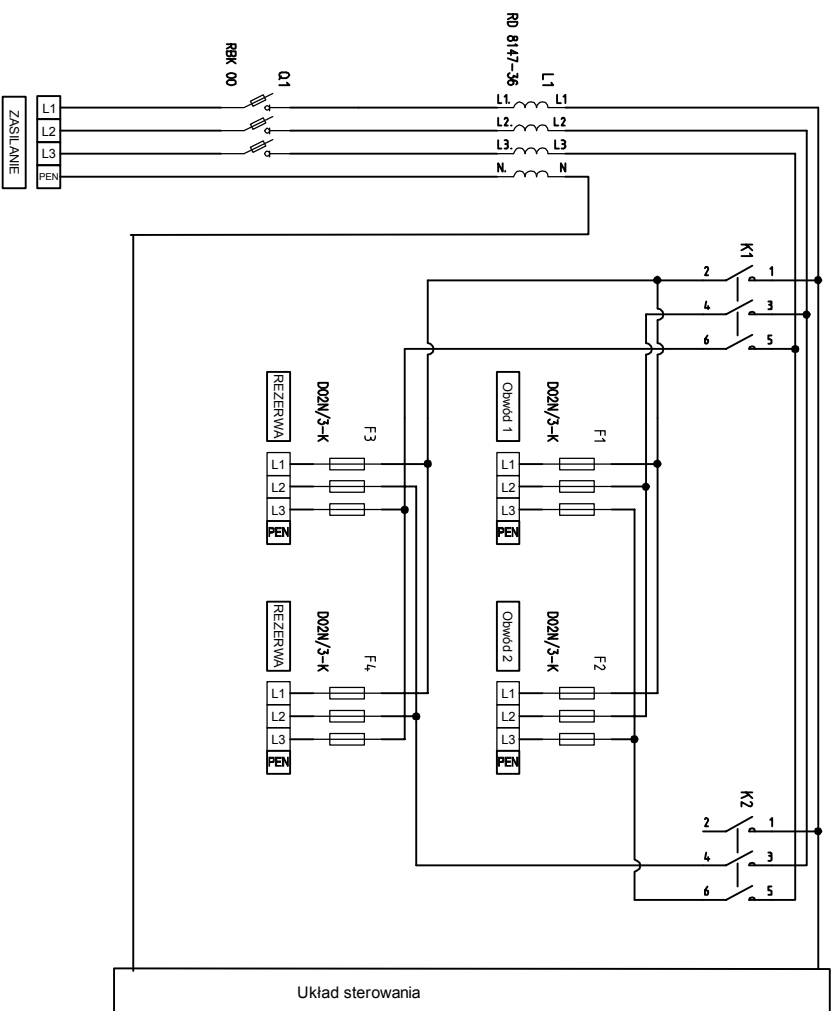 RD 8147-36
L1
RBK 00
Q1
L1. L1
L2. L2
L3. L3
N. N
ZASILANIE
L1
L2
L3
PEN
K1
2 1
4 3
6 5
REZERWA
D02N/3-K
F3
L1
L2
L3
PEN
Obwód 1
D02N/3-K
F1
L1
L2
L3
PEN
REZERWA
D02N/3-K
F4
L1
L2
L3
PEN
Obwód 2
D02N/3-K
F2
L1
L2
L3
PEN
K2
2 1
4 3
6 5
Układ sterowania